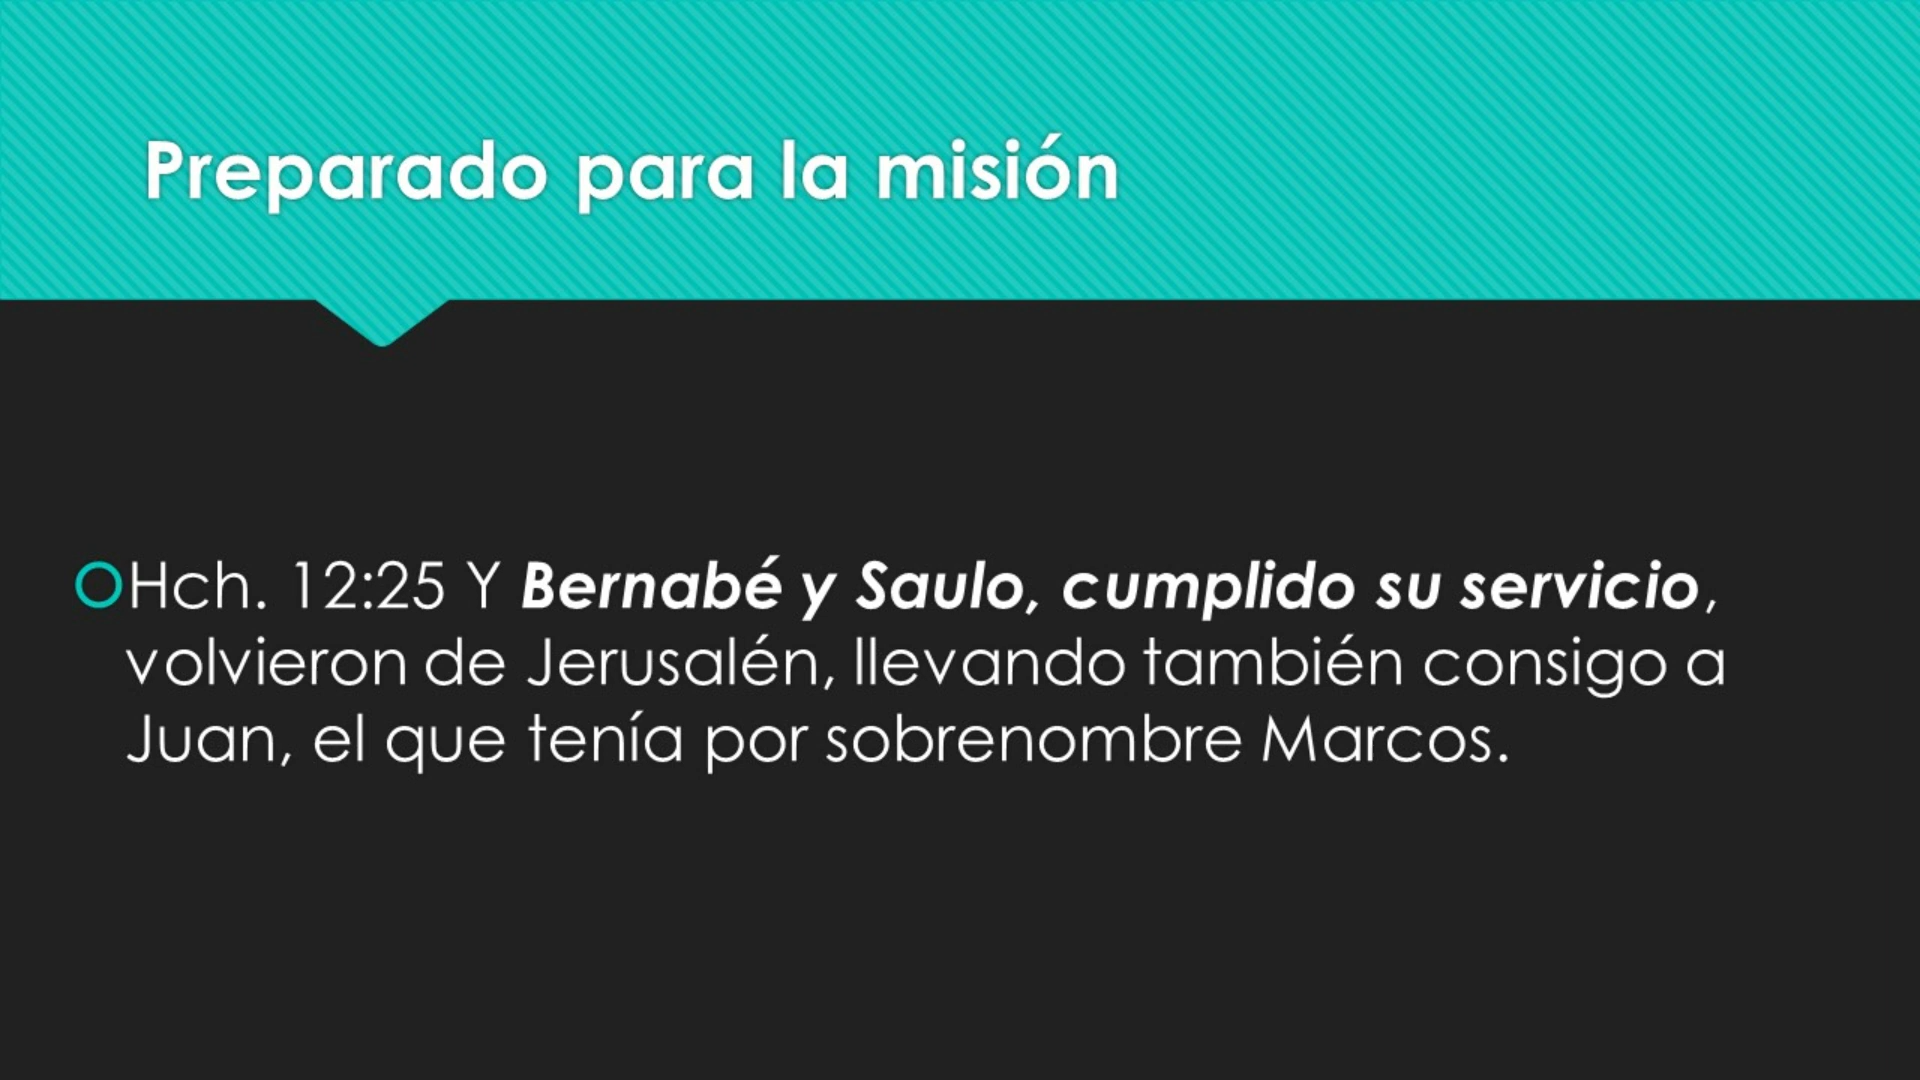 Preparado para la misión
Hch. 12:25 Y Bernabé y Saulo, cumplido su servicio,
volvieron de Jerusalén, llevando también consigo a
Juan, el que tenía por sobrenombre Marcos.